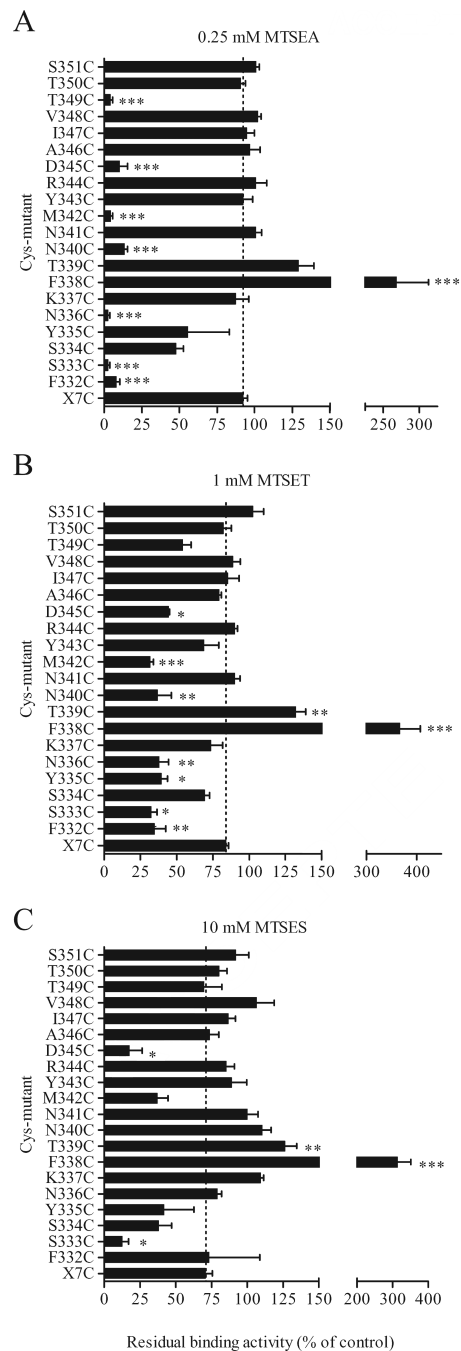 A
0.25 mM MTSEA
Cys-mutant
S351C
T350C
T349C ***
V348C
I347C
A346C
D345C ***
R344C
Y343C
M342C ***
N341C
N340C ***
T339C
F338C ***
K337C
N336C ***
Y335C
S334C
S333C ***
F332C ***
X7C
0 25 50 75 100 125 150 250 300
B
1 mM MTSET
Cys-mutant
S351C
T350C
T349C
V348C
I347C
A346C
D345C *
R344C
Y343C
M342C ***
N341C
N340C **
T339C **
F338C ***
K337C
N336C **
Y335C *
S334C
S333C *
F332C **
X7C
0 25 50 75 100 125 150 300 400
C
10 mM MTSES
Cys-mutant
S351C
T350C
T349C
V348C
I347C
A346C
D345C *
R344C
Y343C
M342C
N341C
N340C
T339C **
F338C ***
K337C
N336C
Y335C
S334C
S333C *
F332C
X7C
0 25 50 75 100 125 150 200 300 400
Residual binding activity (% of control)